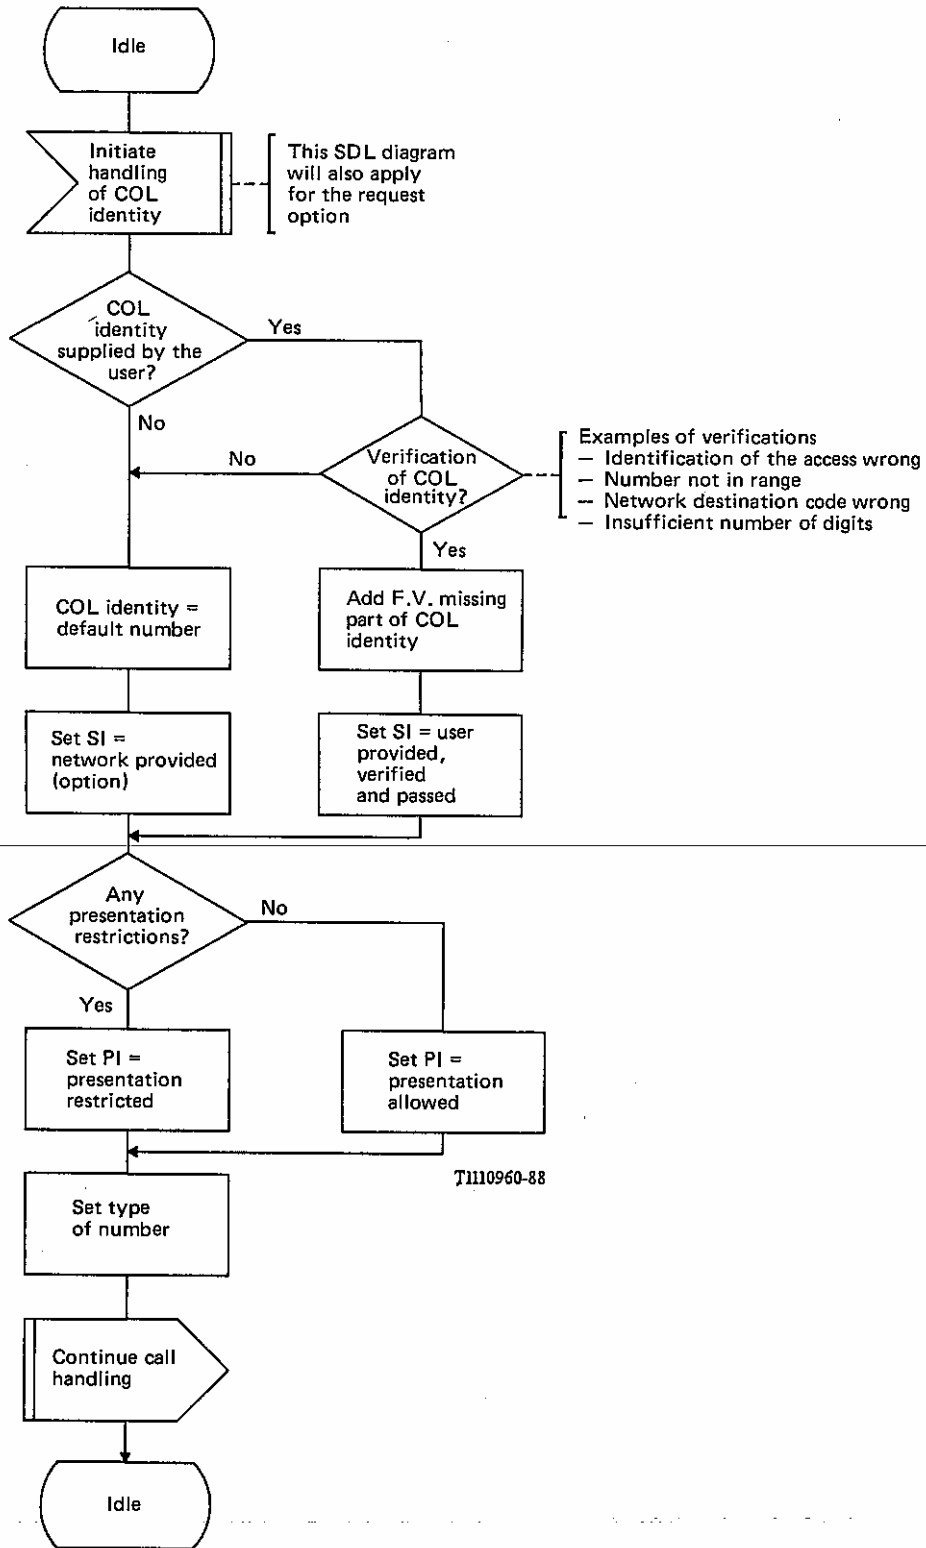 Idle
Initiate
handling
of COL
identity
This SDL diagram
will also apply
for the request
option
COL
identity
supplied by the
user?
Yes
No
Verification
of COL
identity?
No
Yes
Examples of verifications
— Identification of the access wrong
— Number not in range
— Network destination code wrong
— Insufficient number of digits
COL identity =
default number
Add F.V. missing
part of COL
identity
Set SI =
network provided
(option)
Set SI = user
provided,
verified
and passed
Any
presentation
restrictions?
No
Yes
Set PI =
presentation
restricted
Set PI =
presentation
allowed
T1110960-88
Set type
of number
Continue call
handling
Idle